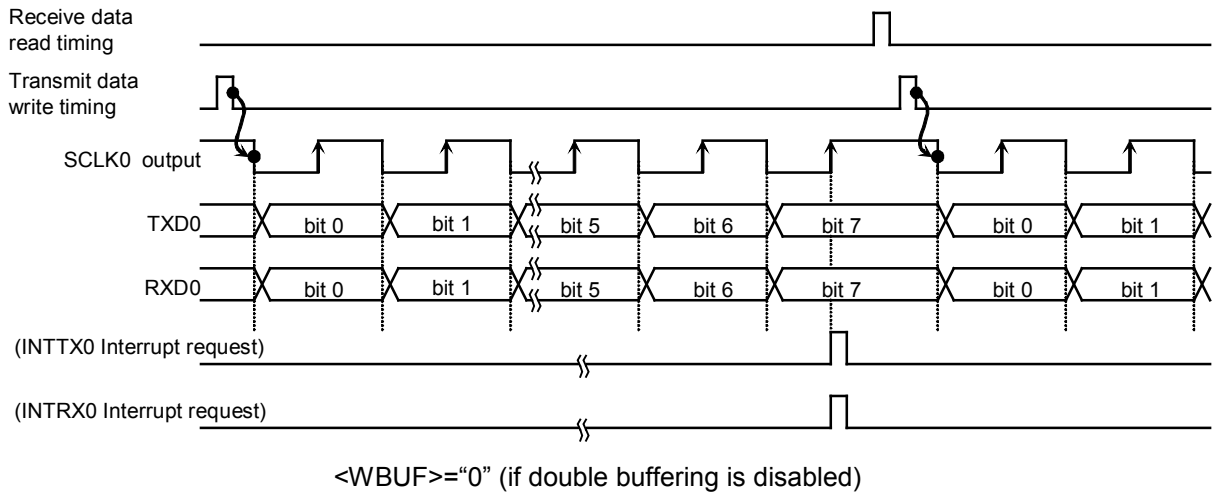 Receive data
read timing
Transmit data
write timing
SCLK0 output
TXD0 bit 0 bit 1 bit 5 bit 6 bit 7 bit 0 bit 1
RXD0 bit 0 bit 1 bit 5 bit 6 bit 7 bit 0 bit 1
(INTTX0 Interrupt request)
(INTRX0 Interrupt request)
<WBUF>=“0” (if double buffering is disabled)